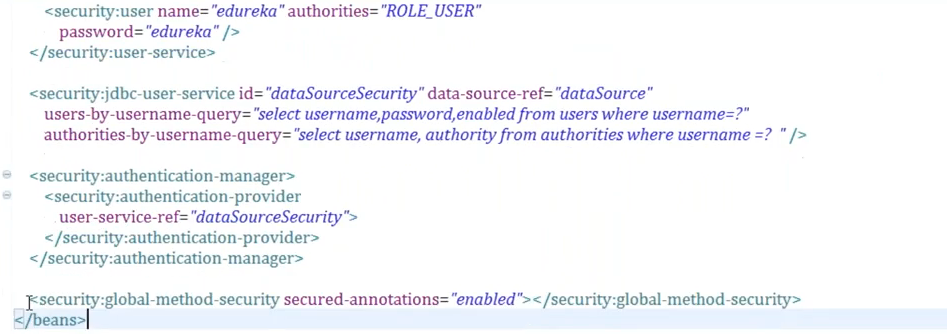 <security:user name="edureka" authorities="ROLE_USER"
password="edureka" />
</security:user-service>
<security:jdbc-user-service id="dataSourceSecurity" data-source-ref="dataSource"
users-by-username-query="select username,password,enabled from users where username=?"
authorities-by-username-query="select username, authority from authorities where username =?  " />
<security:authentication-manager>
<security:authentication-provider
user-service-ref="dataSourceSecurity">
</security:authentication-provider>
</security:authentication-manager>
<security:global-method-security secured-annotations="enabled"></security:global-method-security>
</beans>